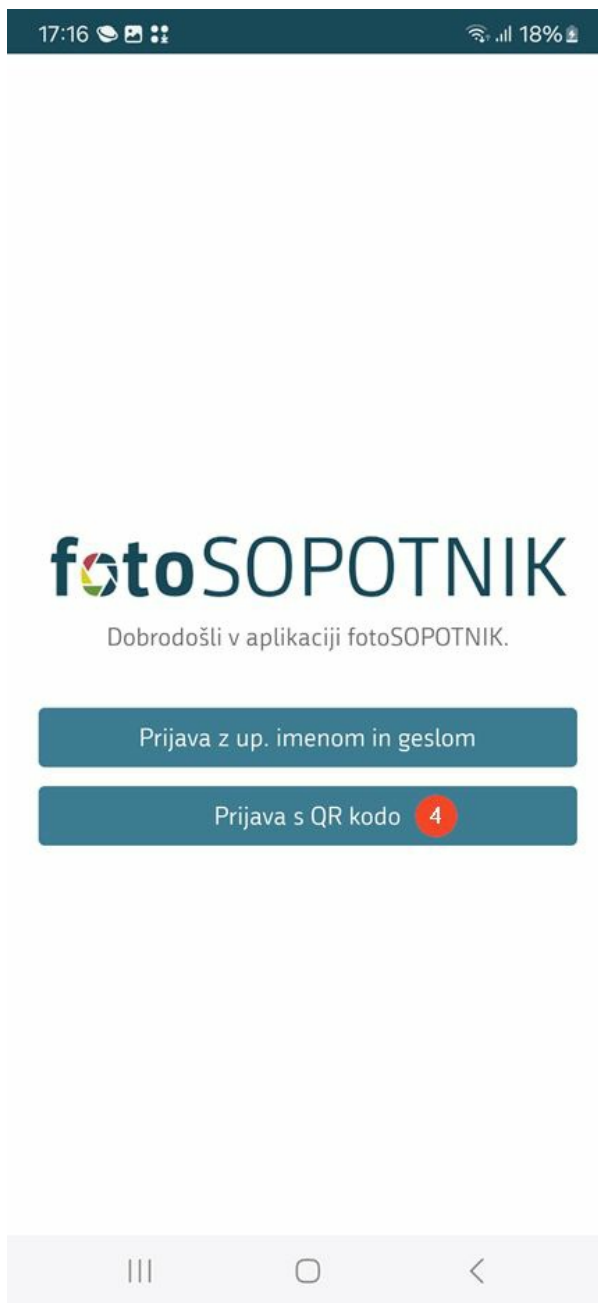 17:16 18%
fotoSOPOTNIK
Dobrodošli v aplikaciji fotoSOPOTNIK.
Prijava z up. imenom in geslom
Prijava s QR kodo 4